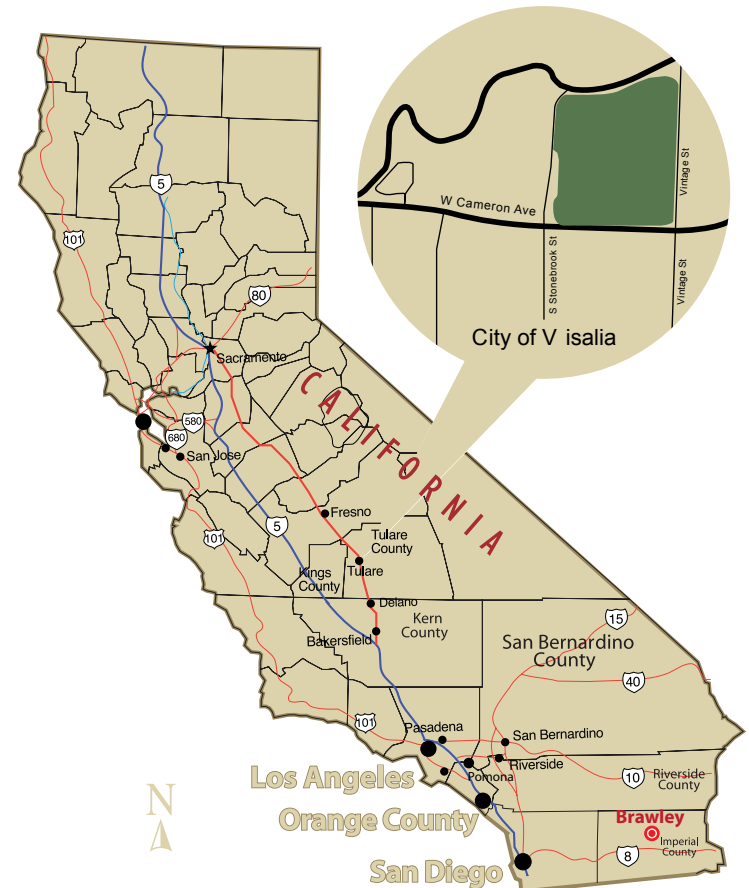 5
101
80
Sacramento
W Cameron Ave
S Stonebrook St
Vintage St
Vintage St
City of V isalia
CALIFORNIA
580
680
San Jose
101
5
Fresno
Tulare
County
Kings
County
Tulare
Delano
Kern
County
Bakersfield
San Bernardino
County
15
40
101
Pasadena
San Bernardino
Riverside
Pomona
10
Riverside
County
Los Angeles
Orange County
San Diego
N
Brawley
Imperial
County
8